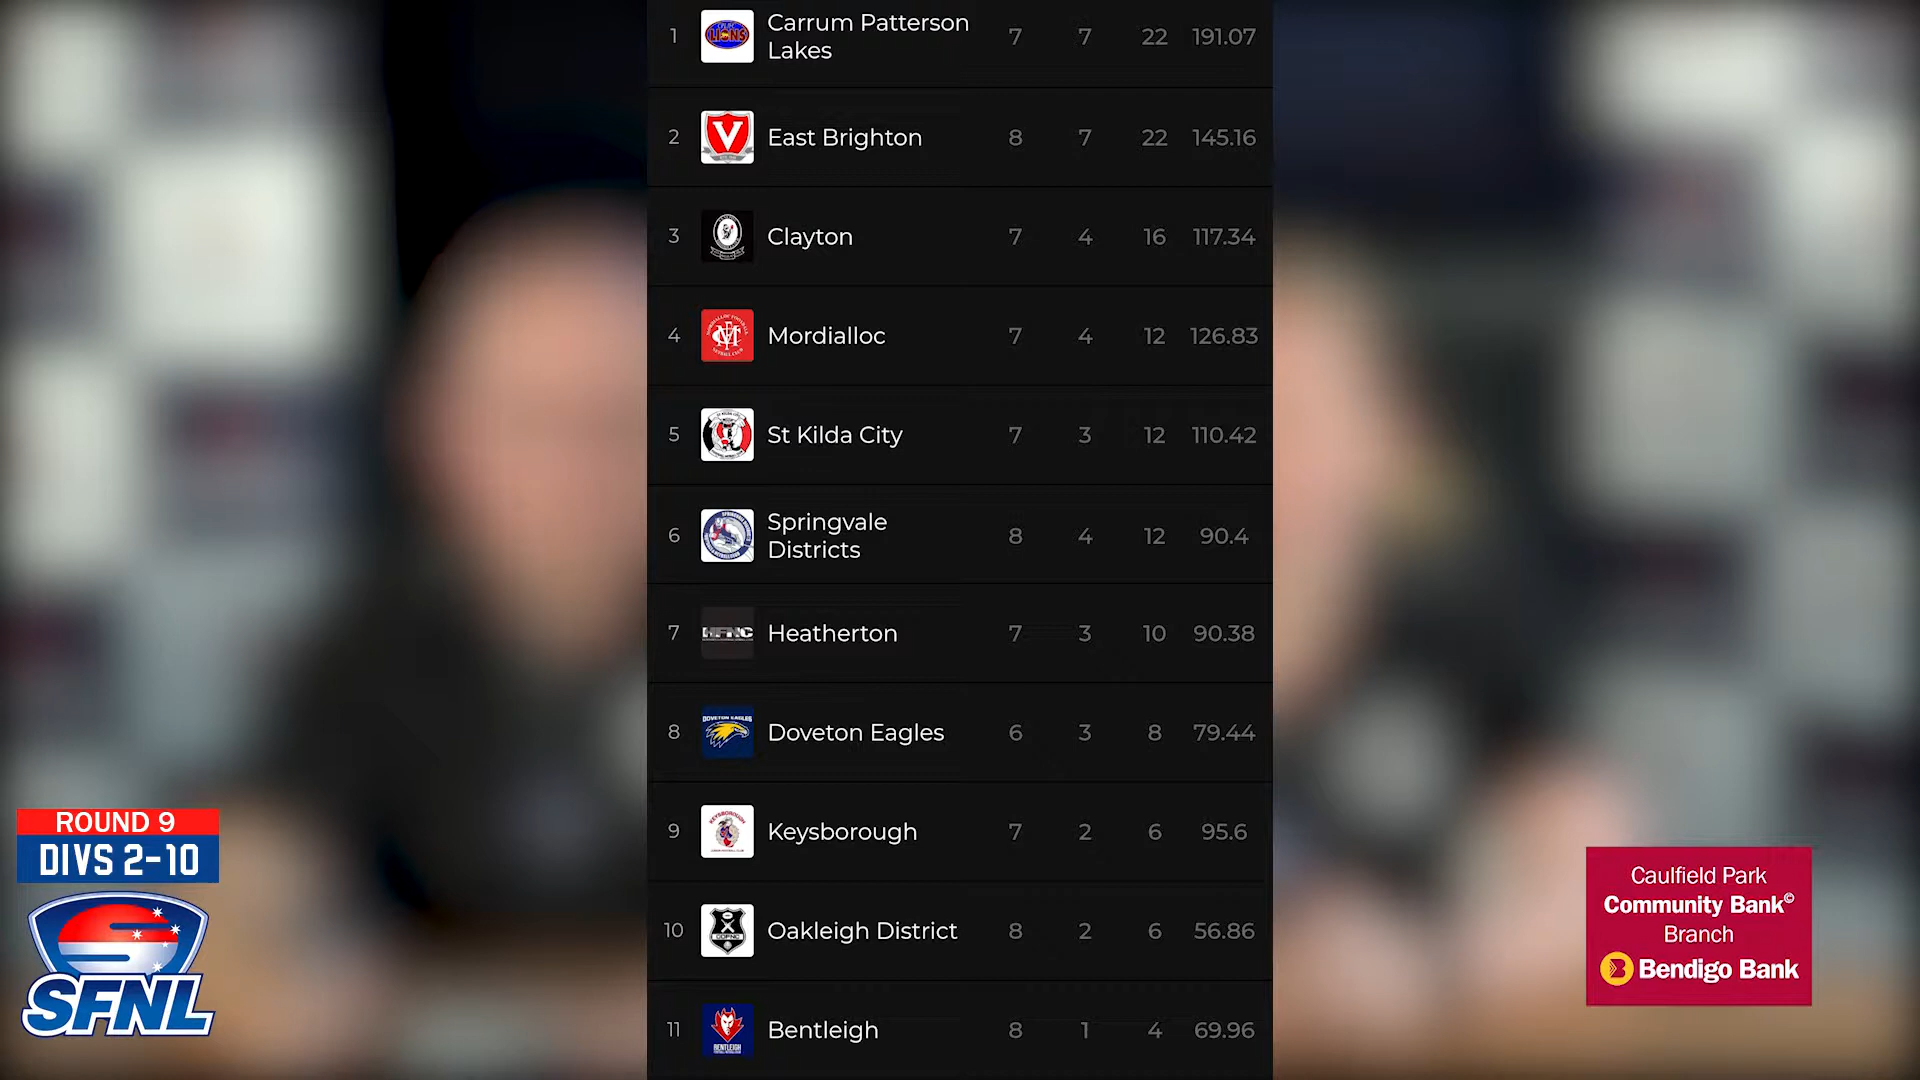 1 Carrum Patterson Lakes 7 7 22 191.07
2 East Brighton 8 7 22 145.16
3 Clayton 7 4 16 117.34
4 Mordialloc 7 4 12 126.83
5 St Kilda City 7 3 12 110.42
6 Springvale Districts 8 4 12 90.4
7 HFNC Heatherton 7 3 10 90.38
8 DOVETON EAGLES Doveton Eagles 6 3 8 79.44
9 KEYSBOROUGH Keysborough 7 2 6 95.6
10 Oakleigh District 8 2 6 56.86
11 BENTLEIGH Bentleigh 8 1 4 69.96
ROUND 9
DIVS 2-10
SFNL
Caulfield Park
Community Bank©
Branch
Bendigo Bank